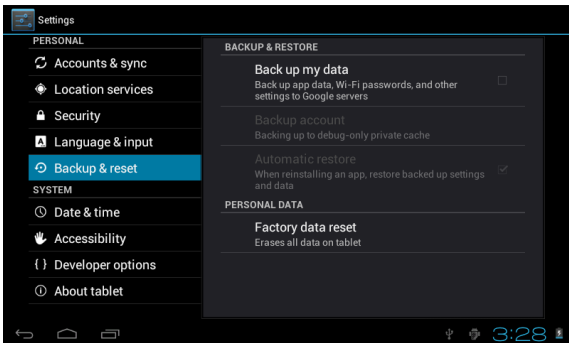 Settings
PERSONAL
Accounts & sync
Location services
Security
A Language & input
Backup & reset
SYSTEM
Date & time
Accessibility
{ } Developer options
About tablet
BACKUP & RESTORE
Back up my data
Back up app data, Wi-Fi passwords, and other
settings to Google servers
Backup account
Backing up to debug-only private cache
Automatic restore
When reinstalling an app, restore backed up settings
and data
PERSONAL DATA
Factory data reset
Erases all data on tablet
3:28